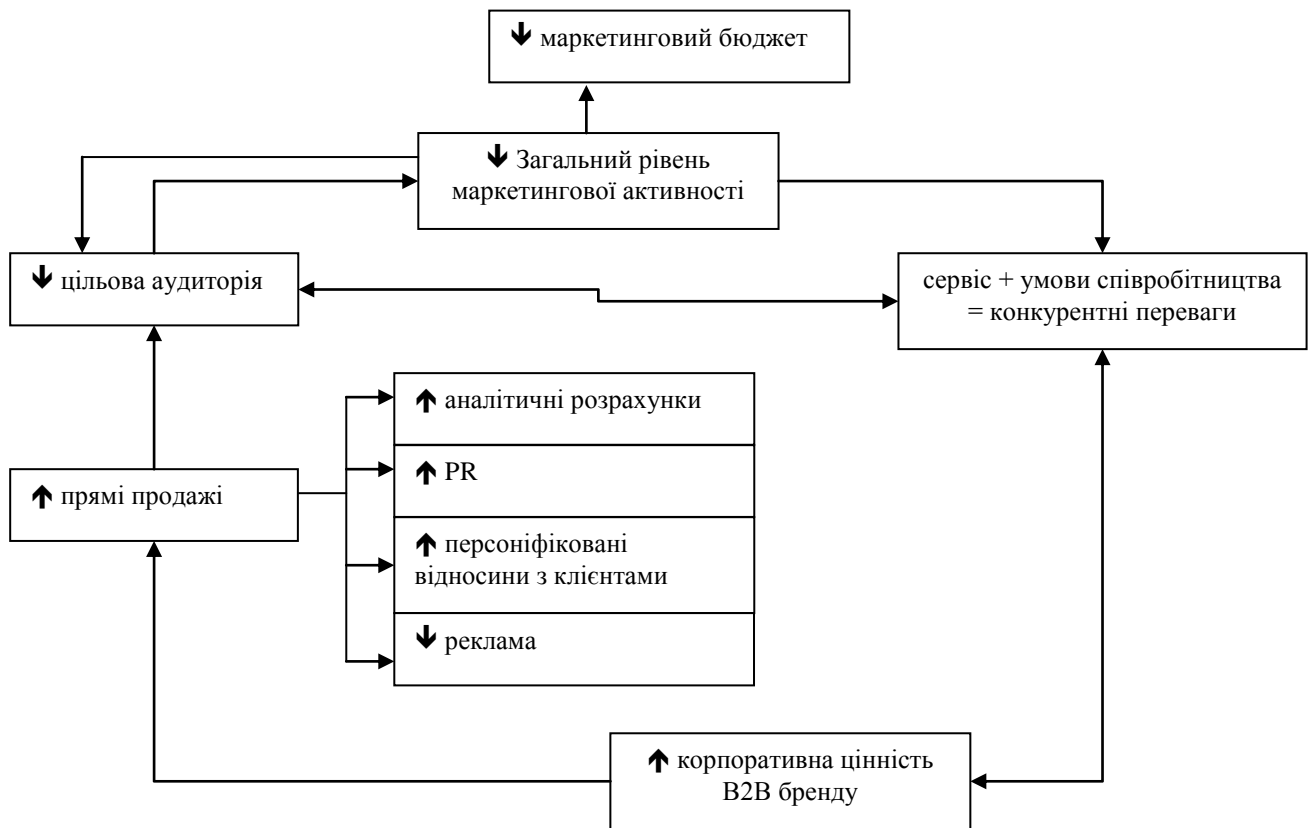 🡻 маркетинговий бюджет
🡻 Загальний рівень
маркетингової активності
🡻 цільова аудиторія
сервіс + умови співробітництва
= конкурентні переваги
🡹 аналітичні розрахунки
🡹 PR
🡹 прямі продажі
🡹 персоніфіковані
відносини з клієнтами
🡻 реклама
🡹 корпоративна цінність
В2В бренду